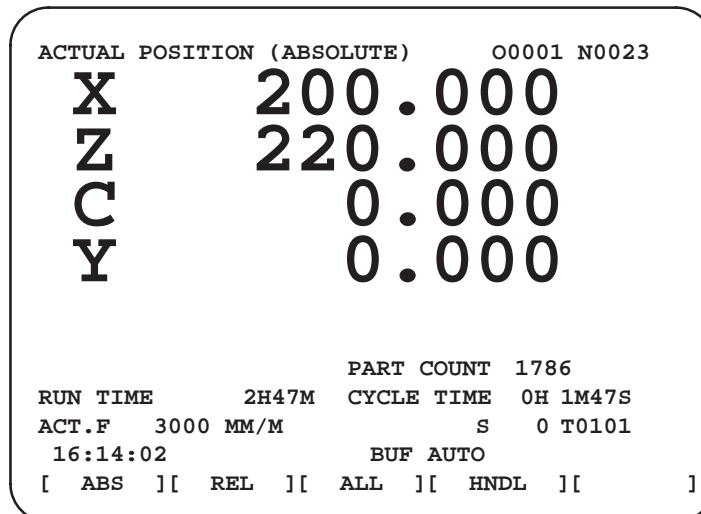 ACTUAL POSITION (ABSOLUTE) O0001 N0023
X 200.000
Z 220.000
C 0.000
Y 0.000
PART COUNT 1786
RUN TIME 2H47M CYCLE TIME 0H 1M47S
ACT.F 3000 MM/M S 0 T0101
16:14:02 BUF AUTO
[ ABS ][ REL ][ ALL ][ HNDL ][ ]